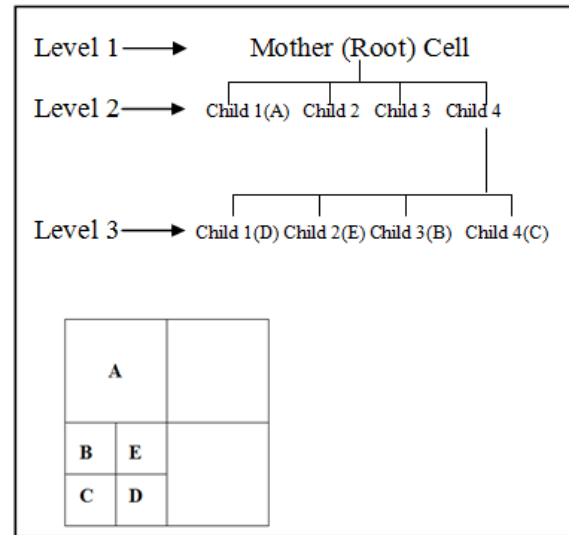 Level 1 Mother (Root) Cell
Level 2 Child 1(A) Child 2 Child 3 Child 4
Level 3 Child 1(D) Child 2(E) Child 3(B) Child 4(C)
A
B E
C D